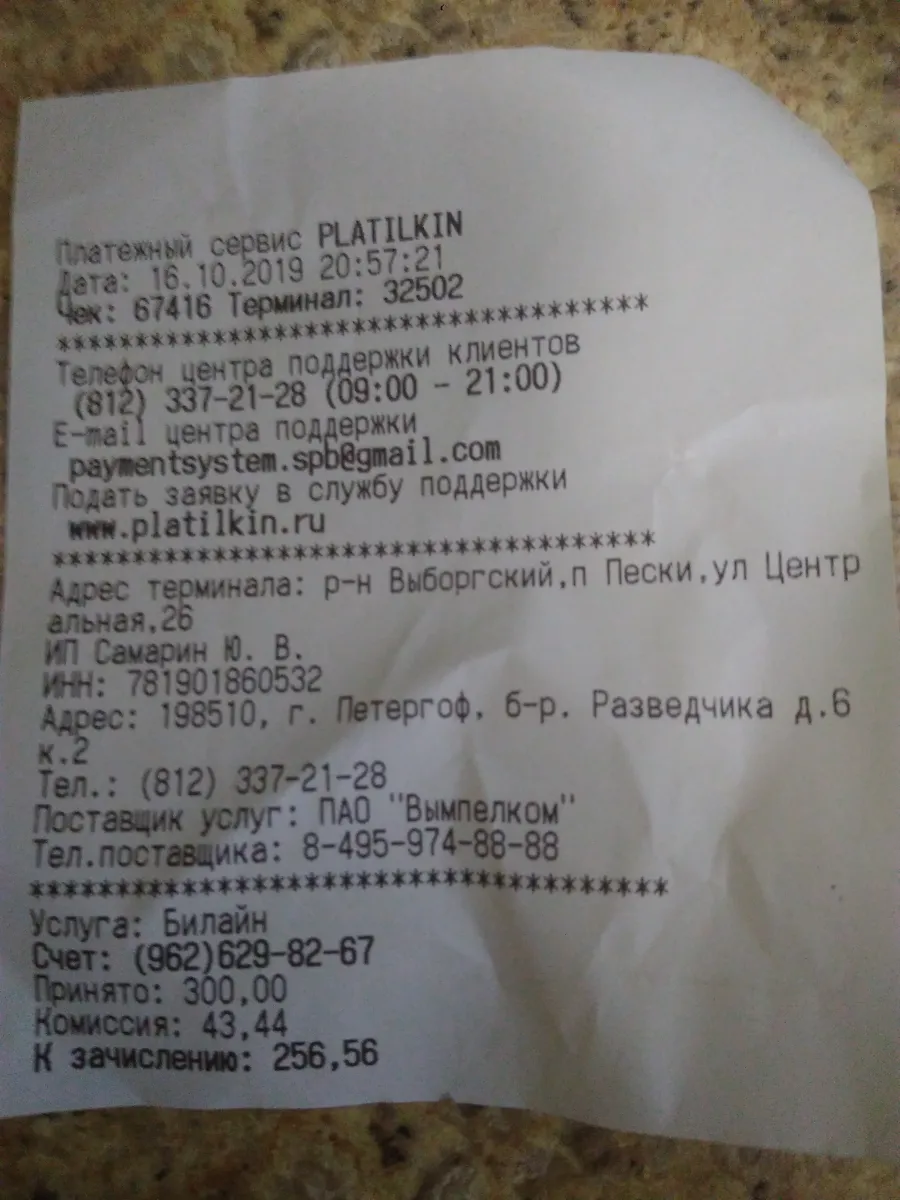 Платежный сервис PLATILKIN
Дата: 16.10.2019 20:57:21
Чек: 67416 Терминал: 32502
**************************************
Телефон центра поддержки клиентов
(812) 337-21-28 (09:00 - 21:00)
E-mail центра поддержки
paymentsystem.spb@gmail.com
Подать заявку в службу поддержки
www.platilkin.ru
**************************************
Адрес терминала: р-н Выборгский,п Пески,ул Центр
альная,26
ИП Самарин Ю. В.
ИНН: 781901860532
Адрес: 198510, г. Петергоф, б-р. Разведчика д.6
к.2
Тел.: (812) 337-21-28
Поставщик услуг: ПАО "Вымпелком"
Тел.поставщика: 8-495-974-88-88
****************************************
Услуга: Билайн
Счет: (962)629-82-67
Принято: 300,00
Комиссия: 43,44
К зачислению: 256,56